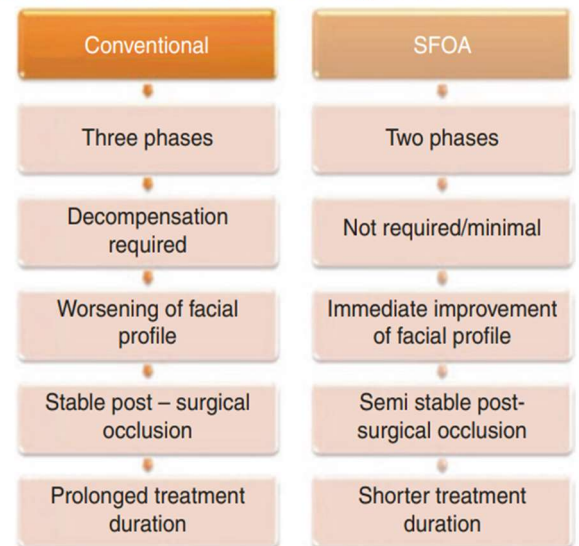 Conventional
Three phases
Decompensation
required
Worsening of facial
profile
Stable post – surgical
occlusion
Prolonged treatment
duration
SFOA
Two phases
Not required/minimal
Immediate improvement
of facial profile
Semi stable post-
surgical occlusion
Shorter treatment
duration